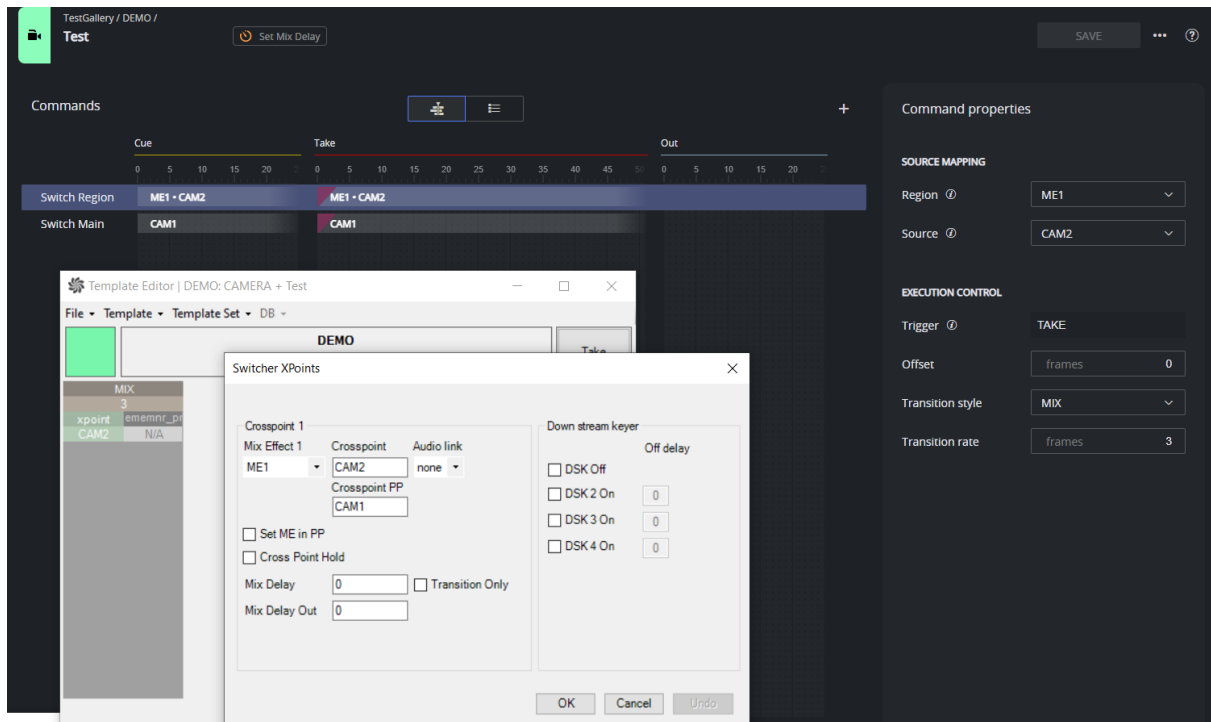 TestGallery / DEMO /
Test
Set Mix Delay
SAVE
Commands
Cue
Take
Out
0 5 10 15 20
0 5 10 15 20 25 30 35 40 45 50
0 5 10 15 20
Switch Region
ME1 • CAM2
ME1 • CAM2
Switch Main
CAM1
CAM1
Command properties
SOURCE MAPPING
Region
ME1
Source
CAM2
EXECUTION CONTROL
Trigger
TAKE
Offset
frames
0
Transition style
MIX
Transition rate
frames
3
Template Editor | DEMO: CAMERA + Test
File
Template
Template Set
DB
DEMO
Take
MIX
3
xpoint
ememnr_pr
CAM2
N/A
Switcher XPoints
Crosspoint 1
Mix Effect 1
Crosspoint
Audio link
ME1
CAM2
none
Crosspoint PP
CAM1
Set ME in PP
Cross Point Hold
Mix Delay
0
Transition Only
Mix Delay Out
0
Down stream keyer
Off delay
DSK Off
DSK 2 On
0
DSK 3 On
0
DSK 4 On
0
OK
Cancel
Undo